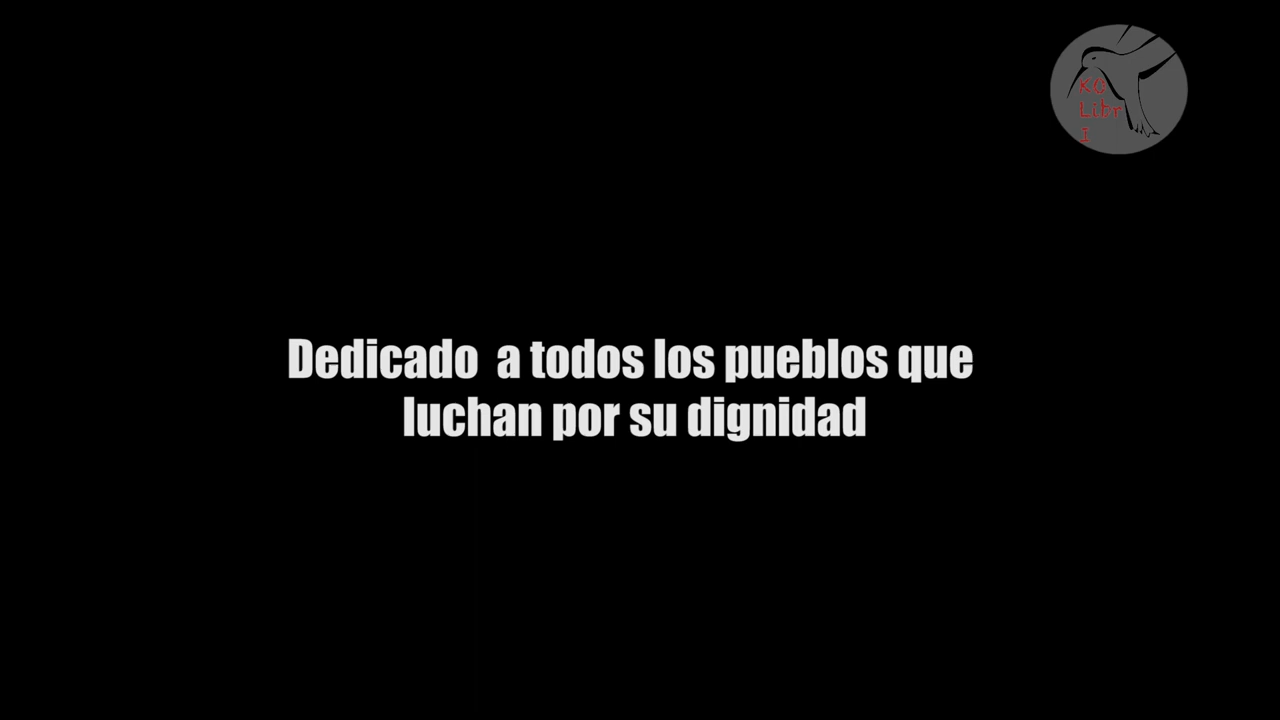 KO
Libr
I
Dedicado  a todos los pueblos que
luchan por su dignidad